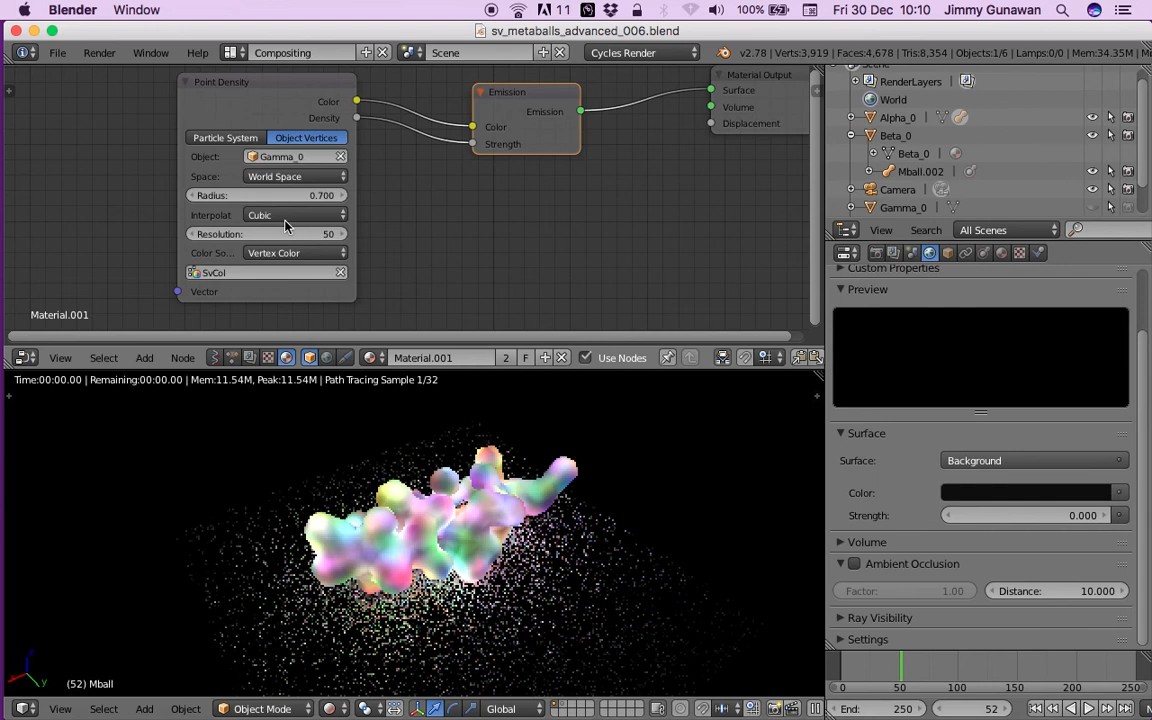 Blender Window 11 100% Fri 30 Dec 10:10 Jimmy Gunawan
sv_metaballs_advanced_006.blend
File Render Window Help Compositing Scene Cycles Render v2.78 | Verts:3,919 | Faces:4,678 | Tris:8,354 | Objects:1/6 | Lamps:0/0 | Mem:34.35M
Point Density
Color
Density
Particle System Object Vertices
Object: Gamma_0
Space: World Space
Radius: 0.700
Interpolat Cubic
Resolution: 50
Color So... Vertex Color
SvCol
Vector
Emission
Emission
Color
Strength
Material Output
Surface
Volume
Displacement
Material.001
RenderLayers
World
Alpha_0
Beta_0
Beta_0
Mball.002
Camera
Gamma_0
View Search All Scenes
Custom Properties
Preview
Surface
Surface: Background
Color:
Strength: 0.000
Volume
Ambient Occlusion
Factor: 1.00 Distance: 10.000
Ray Visibility
Settings
View Select Add Node Material.001 2 F Use Nodes
Time:00:00.00 | Remaining:00:00.00 | Mem:11.54M, Peak:11.54M | Path Tracing Sample 1/32
z
x
y
(52) Mball
View Select Add Object Object Mode Global
0 50 100 150 200 250
End: 250 52